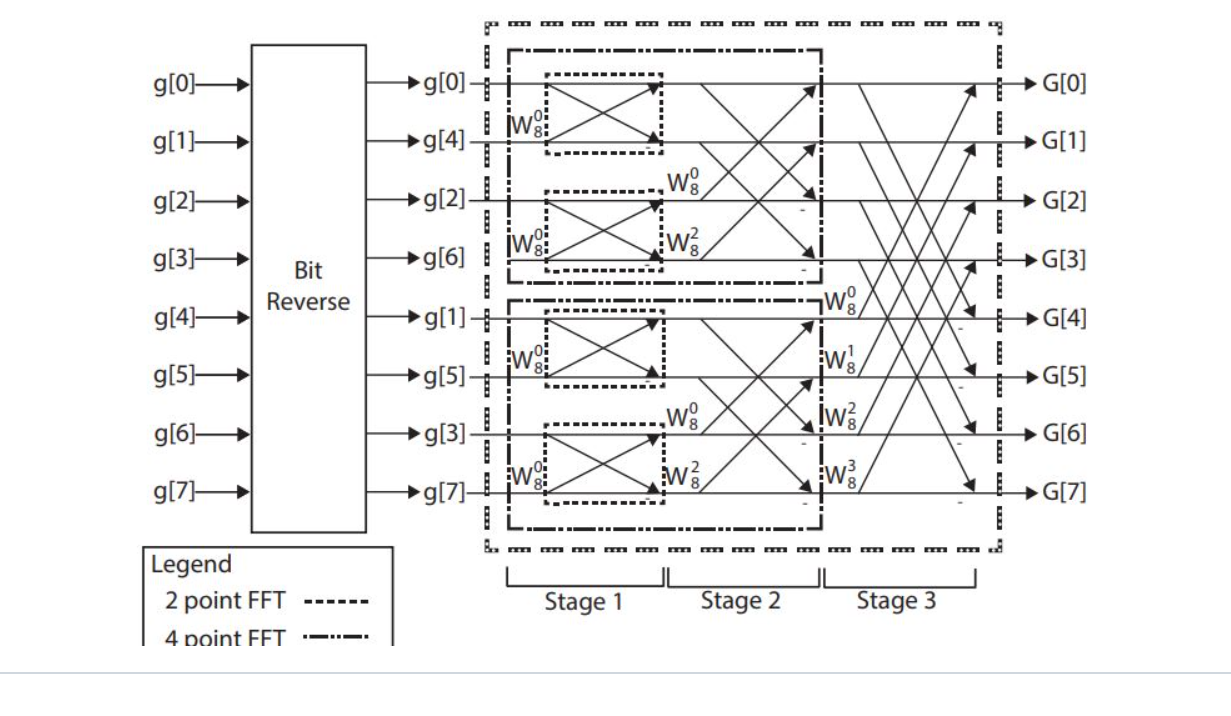 g[0] g[0] G[0]
W₈⁰
g[1] g[4] G[1]
W₈⁰
g[2] g[2] G[2]
W₈⁰ W₈²
g[3] g[6] G[3]
Bit
Reverse
W₈⁰
g[4] g[1] G[4]
W₈⁰ W₈¹
g[5] g[5] G[5]
W₈⁰ W₈²
g[6] g[3] G[6]
W₈⁰ W₈² W₈³
g[7] g[7] G[7]
Legend
2 point FFT
4 point FFT
Stage 1 Stage 2 Stage 3